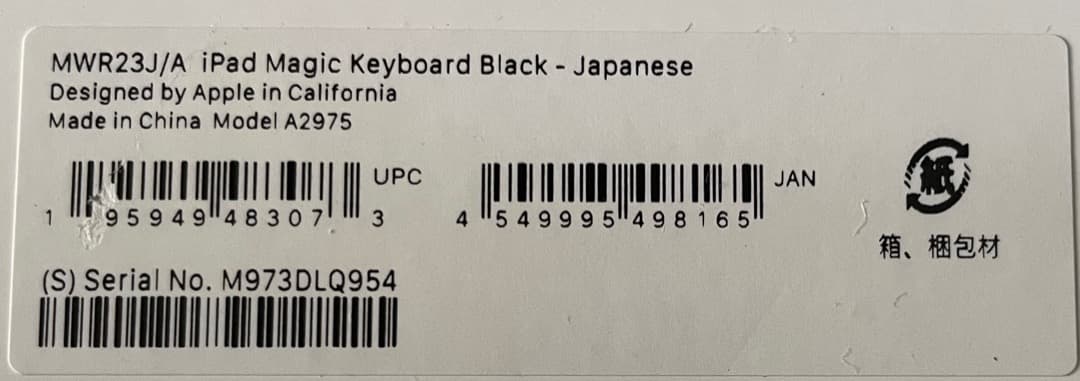 MWR23J/A iPad Magic Keyboard Black - Japanese
Designed by Apple in California
Made in China Model A2975
UPC
1 95949 48307 3
JAN
4 549995 498165
紙
箱、梱包材
(S) Serial No. M973DLQ954